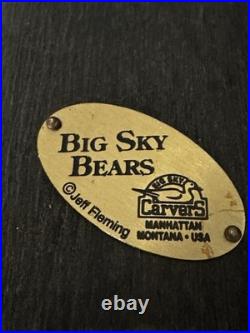 BIG SKY
BEARS
©Jeff Fleming
BIG SKY
CARVERS
MANHATTAN
MONTANA • USA